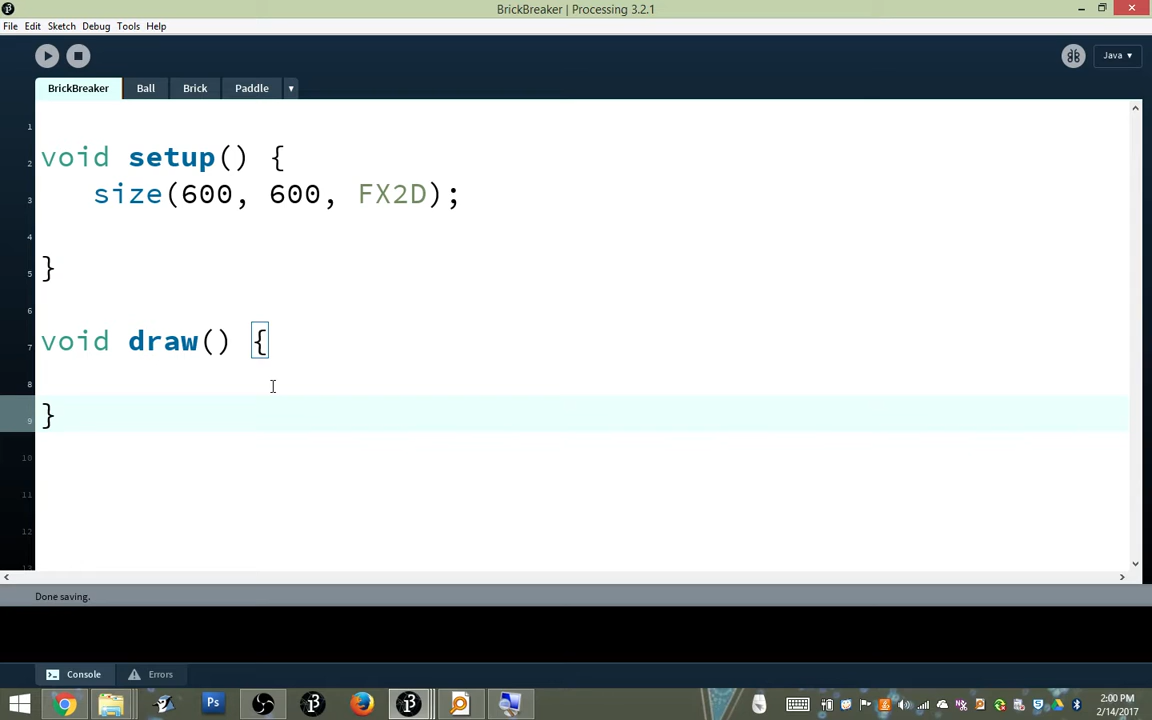 BrickBreaker | Processing 3.2.1
File Edit Sketch Debug Tools Help
Java ▾
BrickBreaker Ball Brick Paddle ▾
1
2 void setup() {
3 size(600, 600, FX2D);
4
5 }
6
7 void draw() {
8
9 }
10
11
12
Done saving.
Console Errors
Ps
2:00 PM
2/14/2017